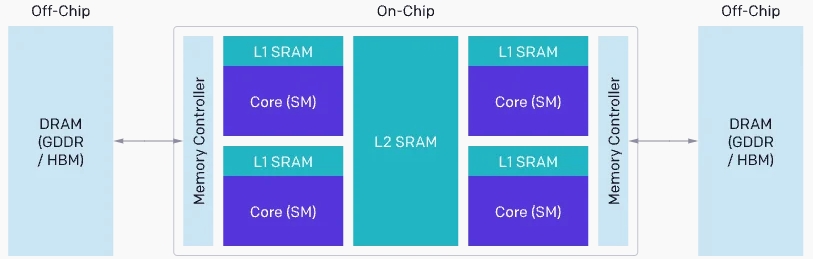 Off-Chip
On-Chip
Off-Chip
DRAM
(GDDR
/ HBM)
Memory Controller
L1 SRAM
Core (SM)
L1 SRAM
Core (SM)
L2 SRAM
L1 SRAM
Core (SM)
L1 SRAM
Core (SM)
Memory Controller
DRAM
(GDDR
/ HBM)